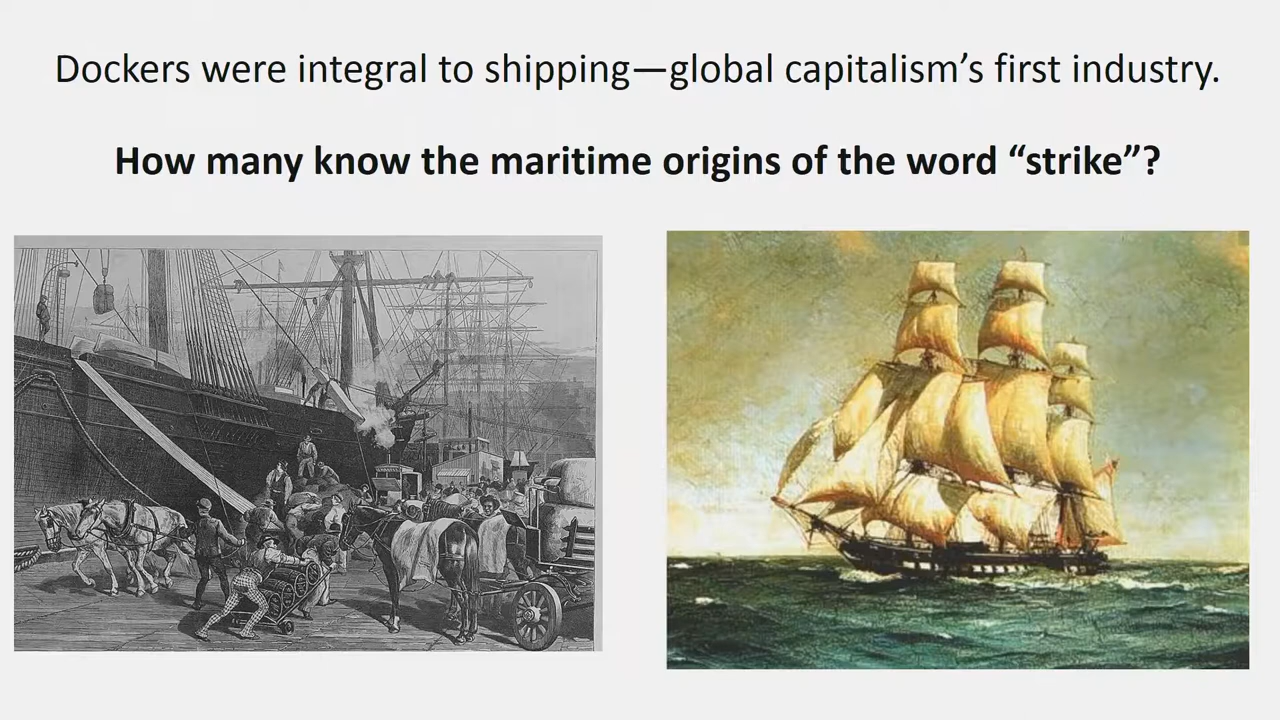 Dockers were integral to shipping—global capitalism’s first industry.
How many know the maritime origins of the word “strike”?